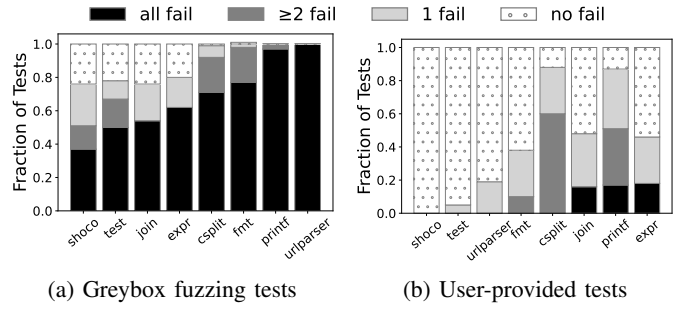 all fail ≥2 fail 1 fail no fail
Fraction of Tests
1.0
0.8
0.6
0.4
0.2
0.0
shoco test join expr csplit fmt printf urlparser
(a) Greybox fuzzing tests
Fraction of Tests
1.0
0.8
0.6
0.4
0.2
0.0
shoco test urlparser fmt csplit join printf expr
(b) User-provided tests